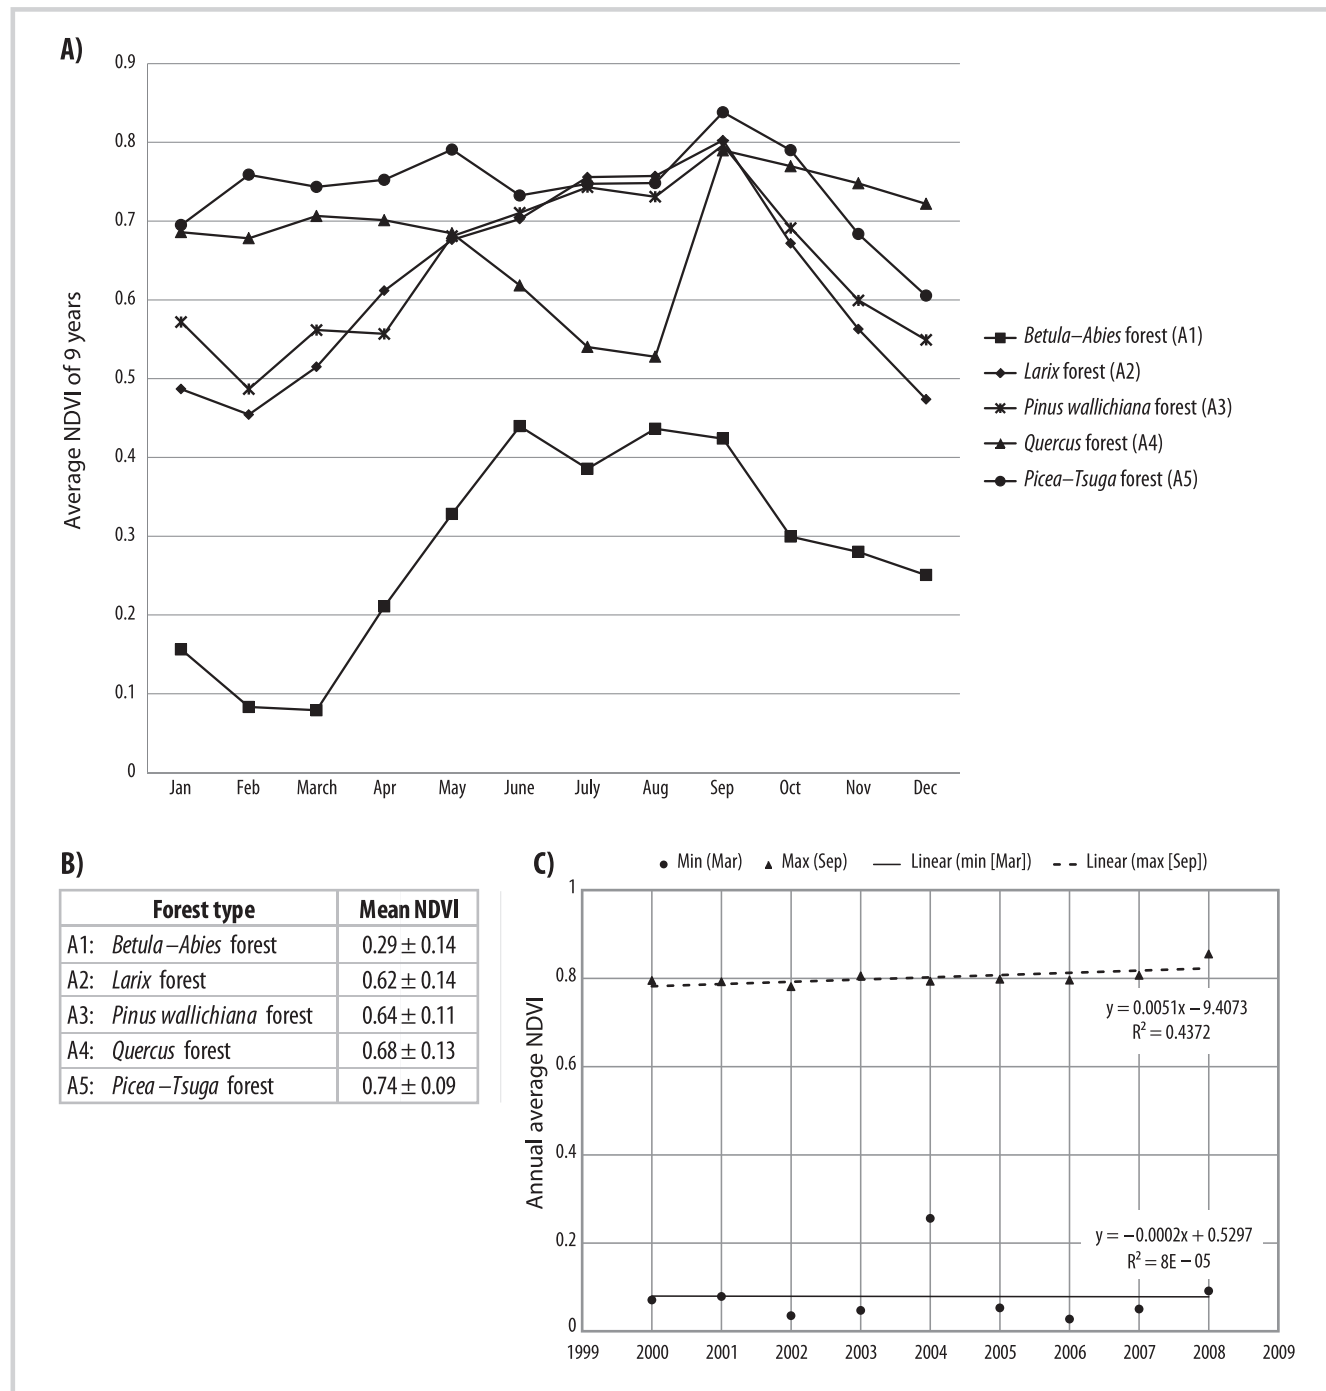 A)
0.9
0.8
0.7
0.6
0.5
0.4
0.3
0.2
0.1
0
Average NDVI of 9 years
Jan Feb March Apr May June July Aug Sep Oct Nov Dec
Betula–Abies forest (A1)
Larix forest (A2)
Pinus wallichiana forest (A3)
Quercus forest (A4)
Picea–Tsuga forest (A5)
B)
Forest type Mean NDVI
A1: Betula–Abies forest 0.29 ± 0.14
A2: Larix forest 0.62 ± 0.14
A3: Pinus wallichiana forest 0.64 ± 0.11
A4: Quercus forest 0.68 ± 0.13
A5: Picea–Tsuga forest 0.74 ± 0.09
C)
Min (Mar) Max (Sep) Linear (min [Mar]) Linear (max [Sep])
1
0.8
0.6
0.4
0.2
0
Annual average NDVI
y = 0.0051x – 9.4073
R² = 0.4372
y = –0.0002x + 0.5297
R² = 8E – 05
1999 2000 2001 2002 2003 2004 2005 2006 2007 2008 2009